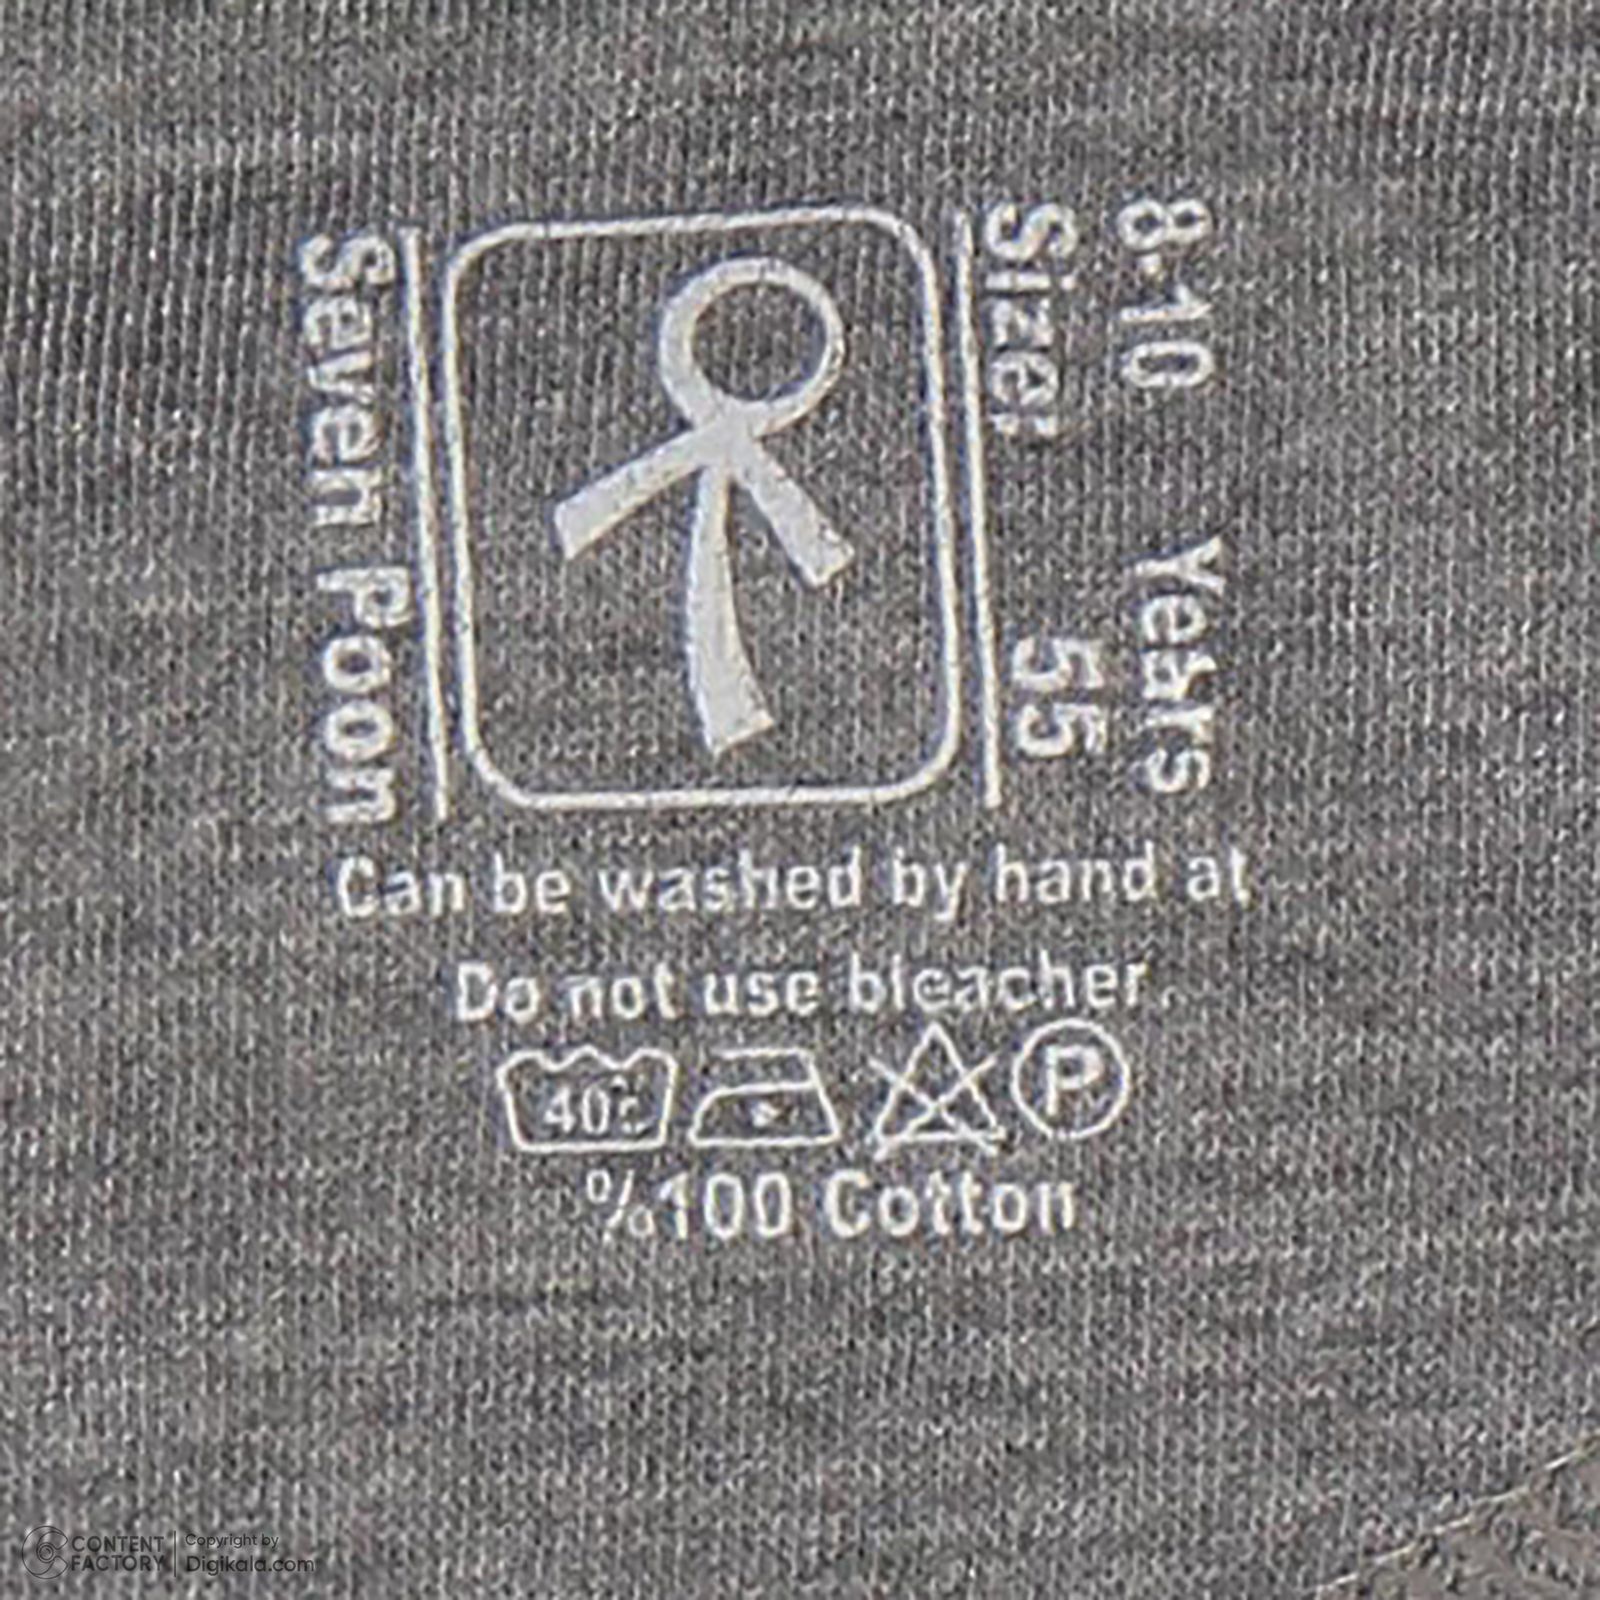 Seven Poon
Size: 55
8-10 Years
Can be washed by hand at
Do not use bleacher.
40°c
P
%100 Cotton
CONTENT FACTORY
Copyright by
Digikala.com